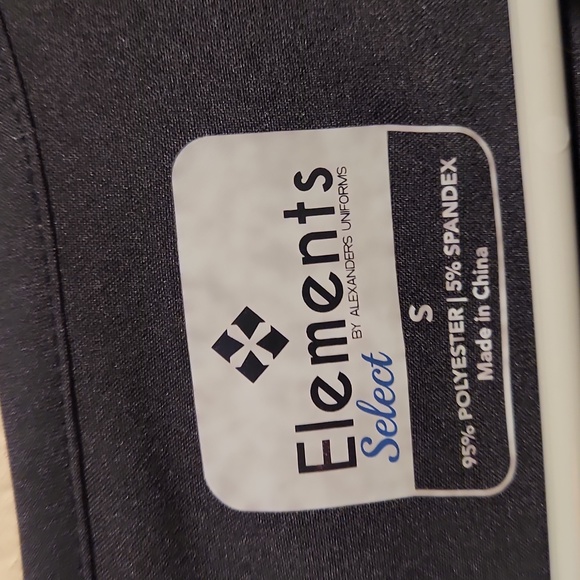 Elements
BY ALEXANDERS UNIFORMS
Select
S
95% POLYESTER | 5% SPANDEX
Made in China